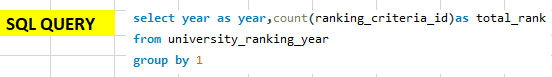 SQL QUERY
select year as year,count(ranking_criteria_id)as total_rank
from university_ranking_year
group by 1